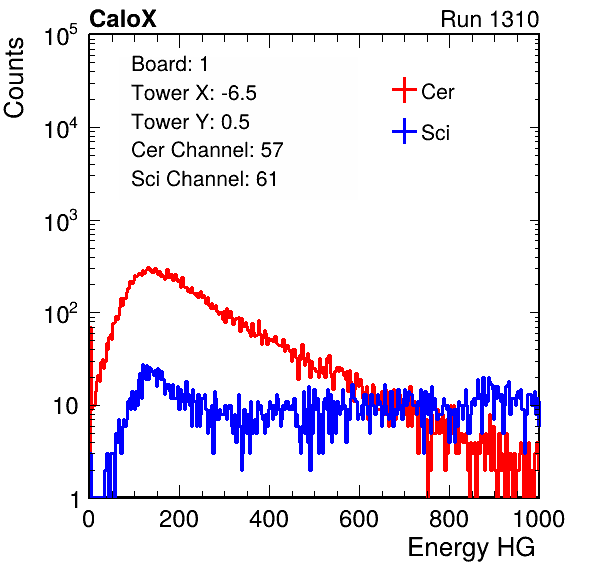 CaloX Run 1310
Counts
10^5
10^4
10^3
10^2
10
1
Board: 1
Tower X: -6.5
Tower Y: 0.5
Cer Channel: 57
Sci Channel: 61
Cer
Sci
0 200 400 600 800 1000
Energy HG